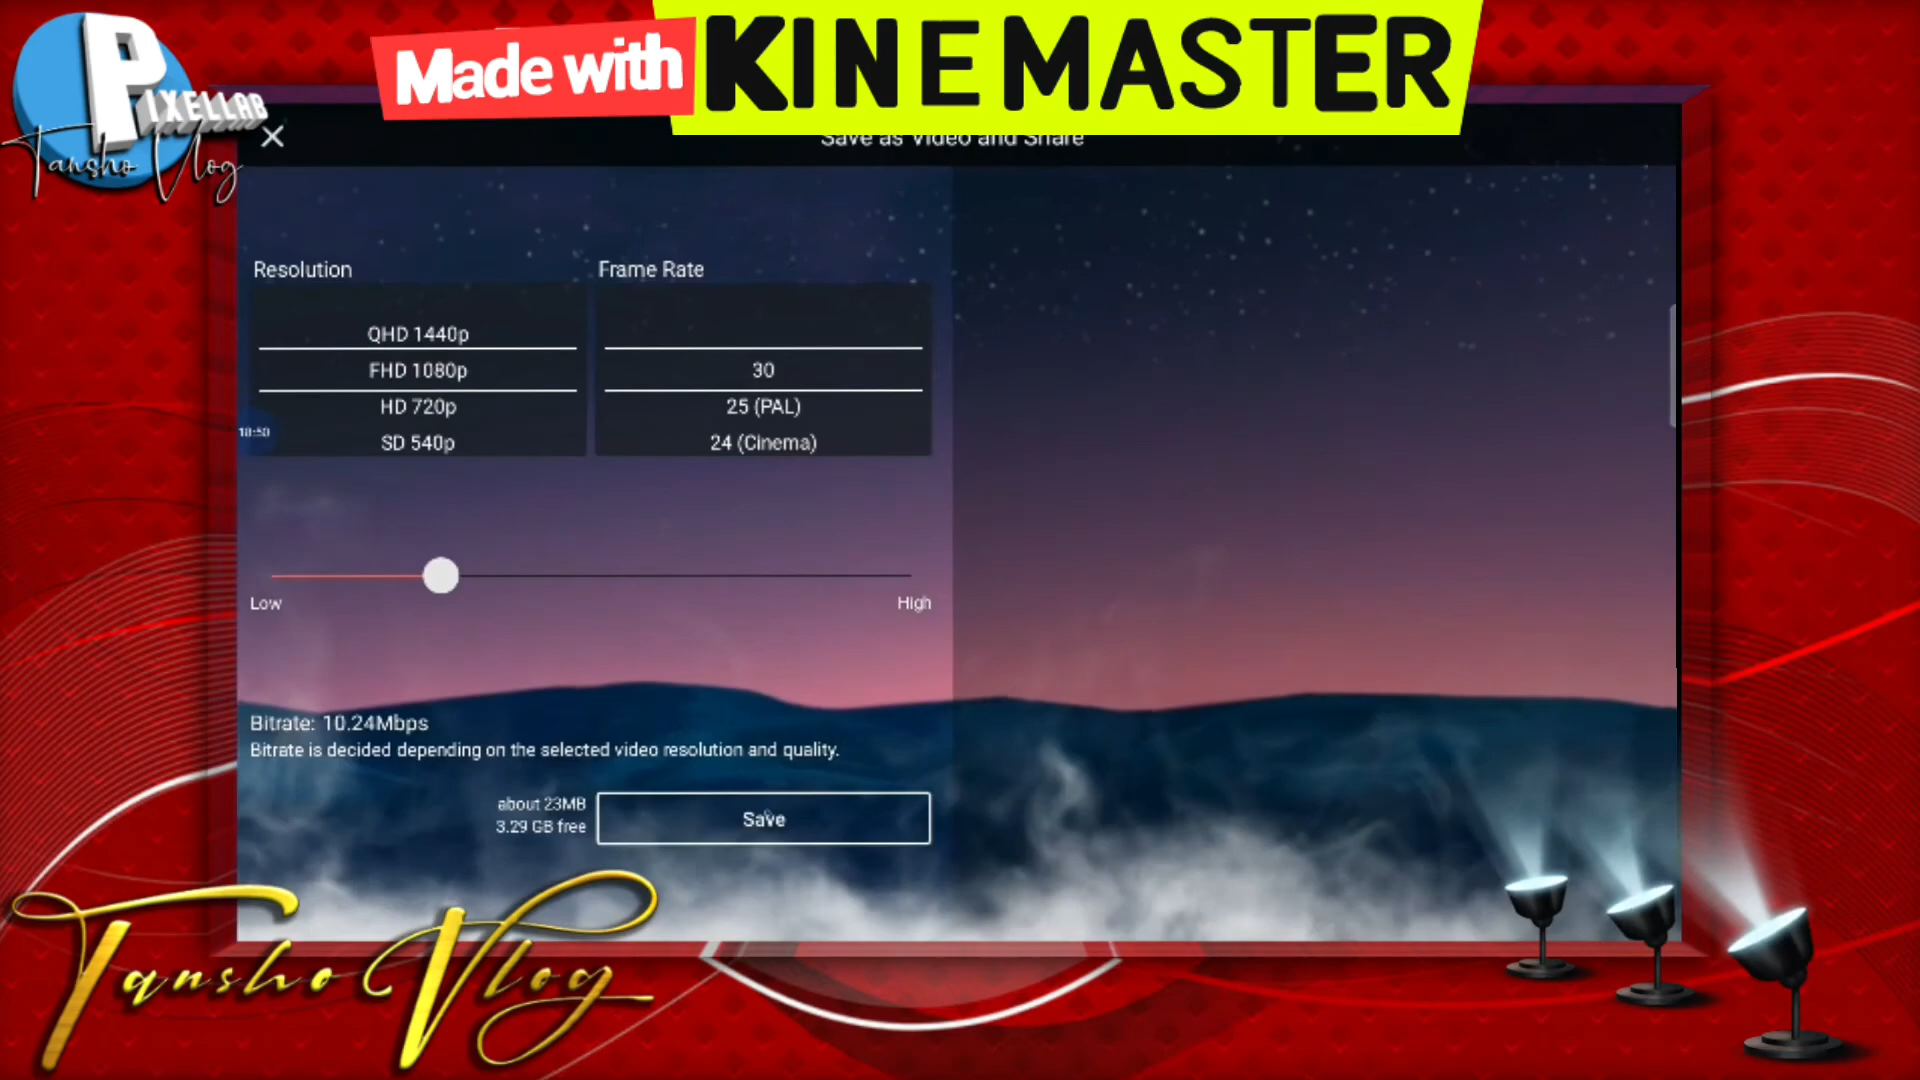 Made with KINEMASTER
PIXELLAB
Tansho Vlog
Save as Video and Share
Resolution
Frame Rate
QHD 1440p
FHD 1080p
30
HD 720p
25 (PAL)
18:50
SD 540p
24 (Cinema)
Low
High
Bitrate: 10.24Mbps
Bitrate is decided depending on the selected video resolution and quality.
about 23MB
3.29 GB free
Save
Tansho Vlog